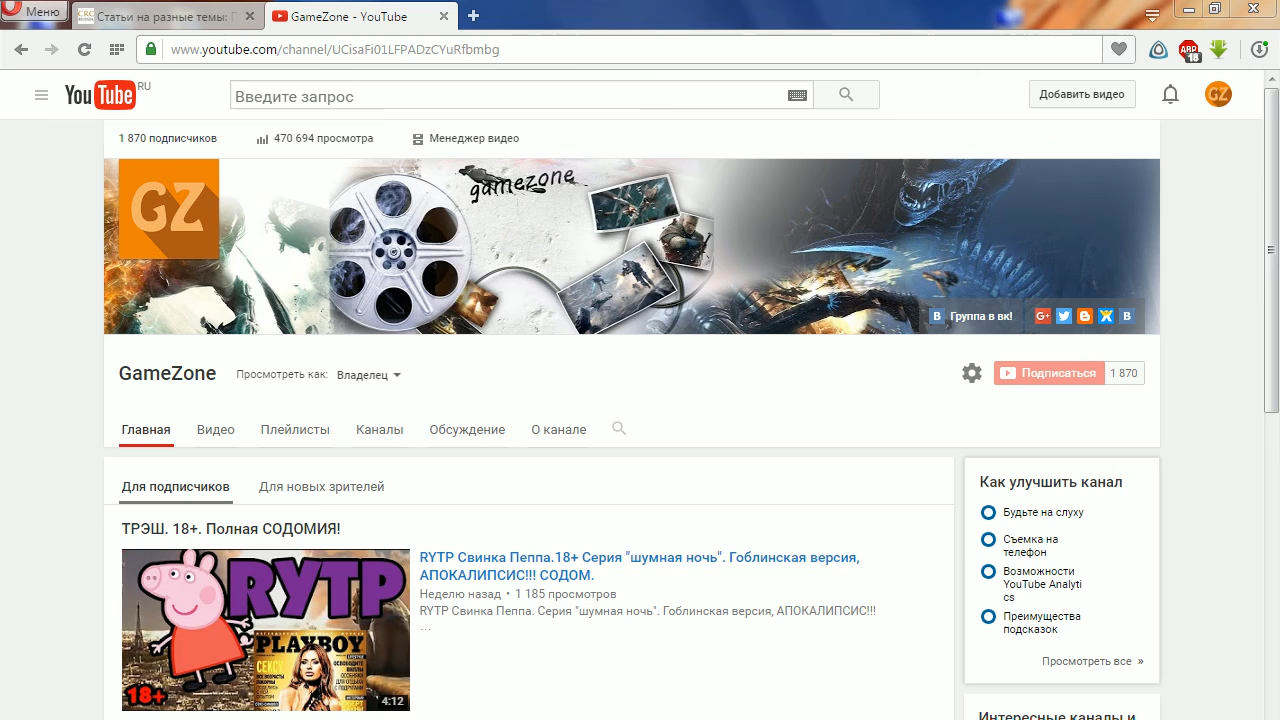 Меню
Статьи на разные темы: П
GameZone - YouTube
www.youtube.com/channel/UCisaFi01LFPADzCYuRfbmbg
ABP
18
YouTube RU
Введите запрос
Добавить видео
GZ
1 870 подписчиков
470 694 просмотра
Менеджер видео
GZ
gamezone
В Группа в вк!
G+
B
GameZone
Просмотреть как: Владелец
Подписаться 1 870
Главная
Видео
Плейлисты
Каналы
Обсуждение
О канале
Для подписчиков
Для новых зрителей
ТРЭШ. 18+. Полная СОДОМИЯ!
RYTP
PLAYBOY
СЕКСУ
18+
4:12
RYTP Свинка Пеппа.18+ Серия "шумная ночь". Гоблинская версия,
АПОКАЛИПСИС!!! СОДОМ.
Неделю назад • 1 185 просмотров
RYTP Свинка Пеппа. Серия "шумная ночь". Гоблинская версия, АПОКАЛИПСИС!!!
...
Как улучшить канал
Будьте на слуху
Съемка на
телефон
Возможности
YouTube Analyti
cs
Преимущества
подсказок
Просмотреть все »
Интересные каналы и